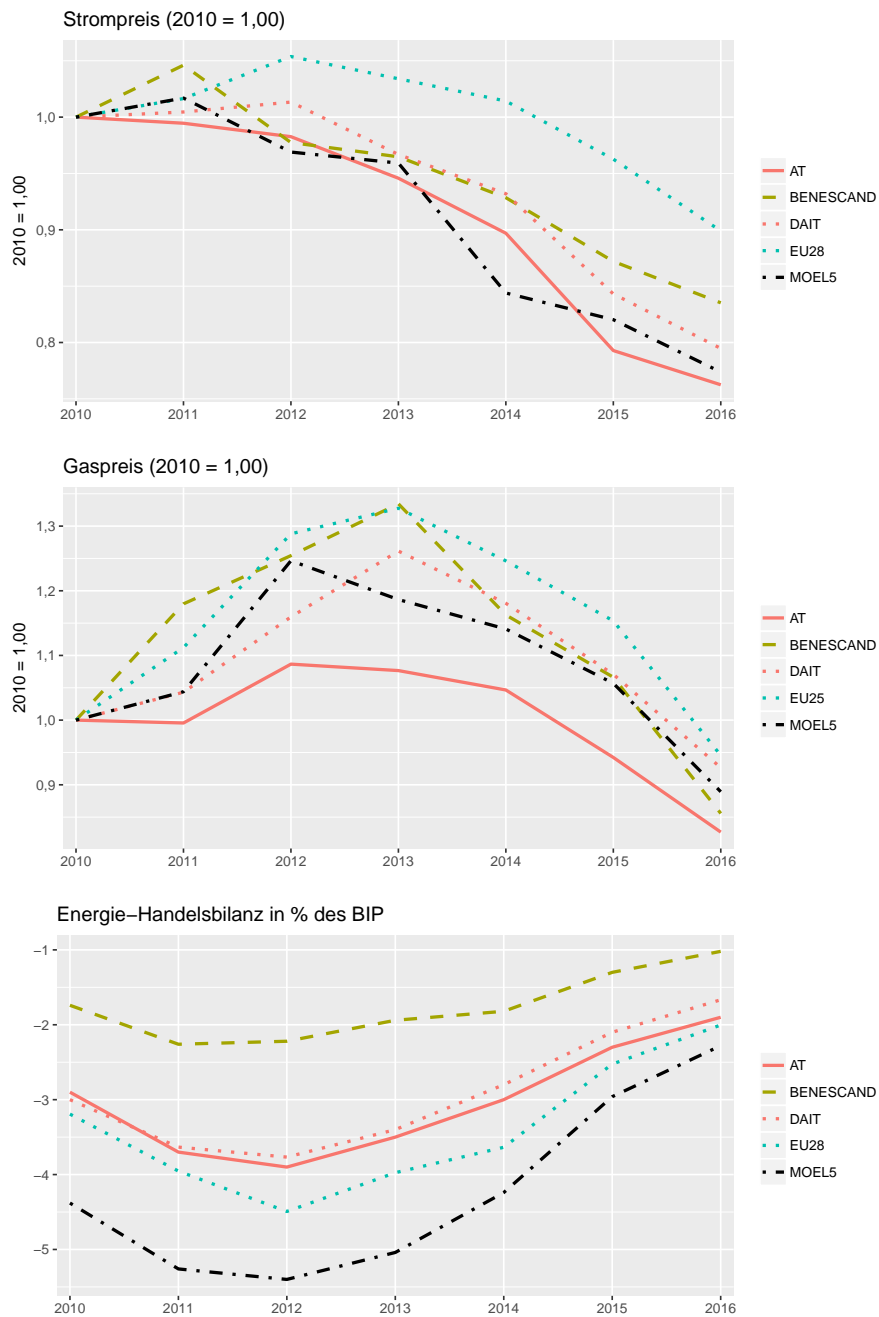 Strompreis (2010 = 1,00)
2010 = 1,00
1,0
0,9
0,8
2010 2011 2012 2013 2014 2015 2016
AT
BENESCAND
DAIT
EU28
MOEL5
Gaspreis (2010 = 1,00)
2010 = 1,00
1,3
1,2
1,1
1,0
0,9
2010 2011 2012 2013 2014 2015 2016
AT
BENESCAND
DAIT
EU25
MOEL5
Energie−Handelsbilanz in % des BIP
−1
−2
−3
−4
−5
2010 2011 2012 2013 2014 2015 2016
AT
BENESCAND
DAIT
EU28
MOEL5